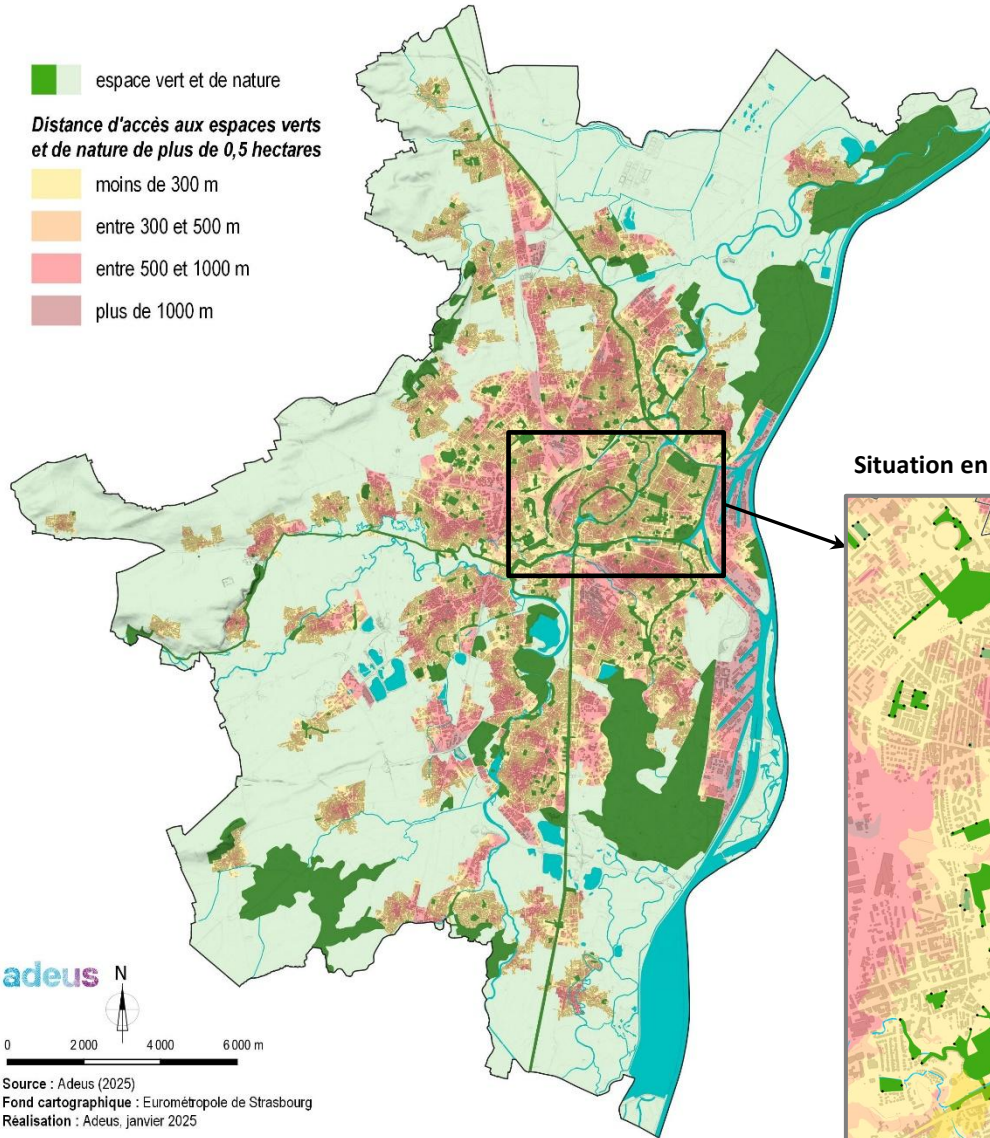 espace vert et de nature
Distance d'accès aux espaces verts
et de nature de plus de 0,5 hectares
moins de 300 m
entre 300 et 500 m
entre 500 et 1000 m
plus de 1000 m
Situation en
adeus
N
0 2 000 4 000 6 000 m
Source : Adeus (2025)
Fond cartographique : Eurométropole de Strasbourg
Réalisation : Adeus, janvier 2025